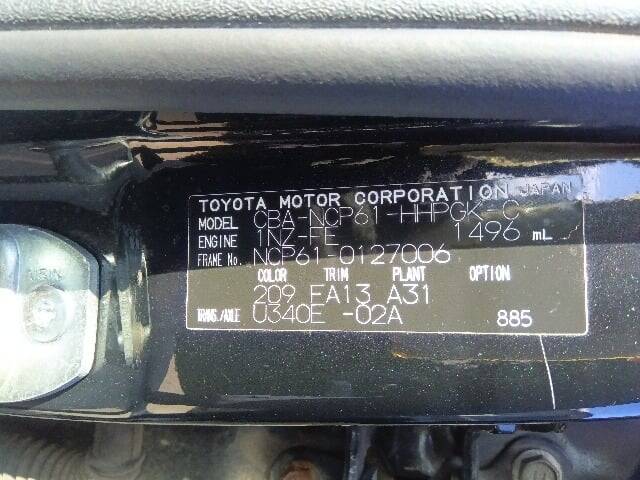 TOYOTA MOTOR CORPORATION JAPAN
MODEL CBA-NCP61-HHPGK-C
ENGINE 1NZ-FE 1496 mL
FRAME No. NCP61-0127006
COLOR TRIM PLANT OPTION
209 FA13 A31
TRANS./AXLE U340E -02A 885